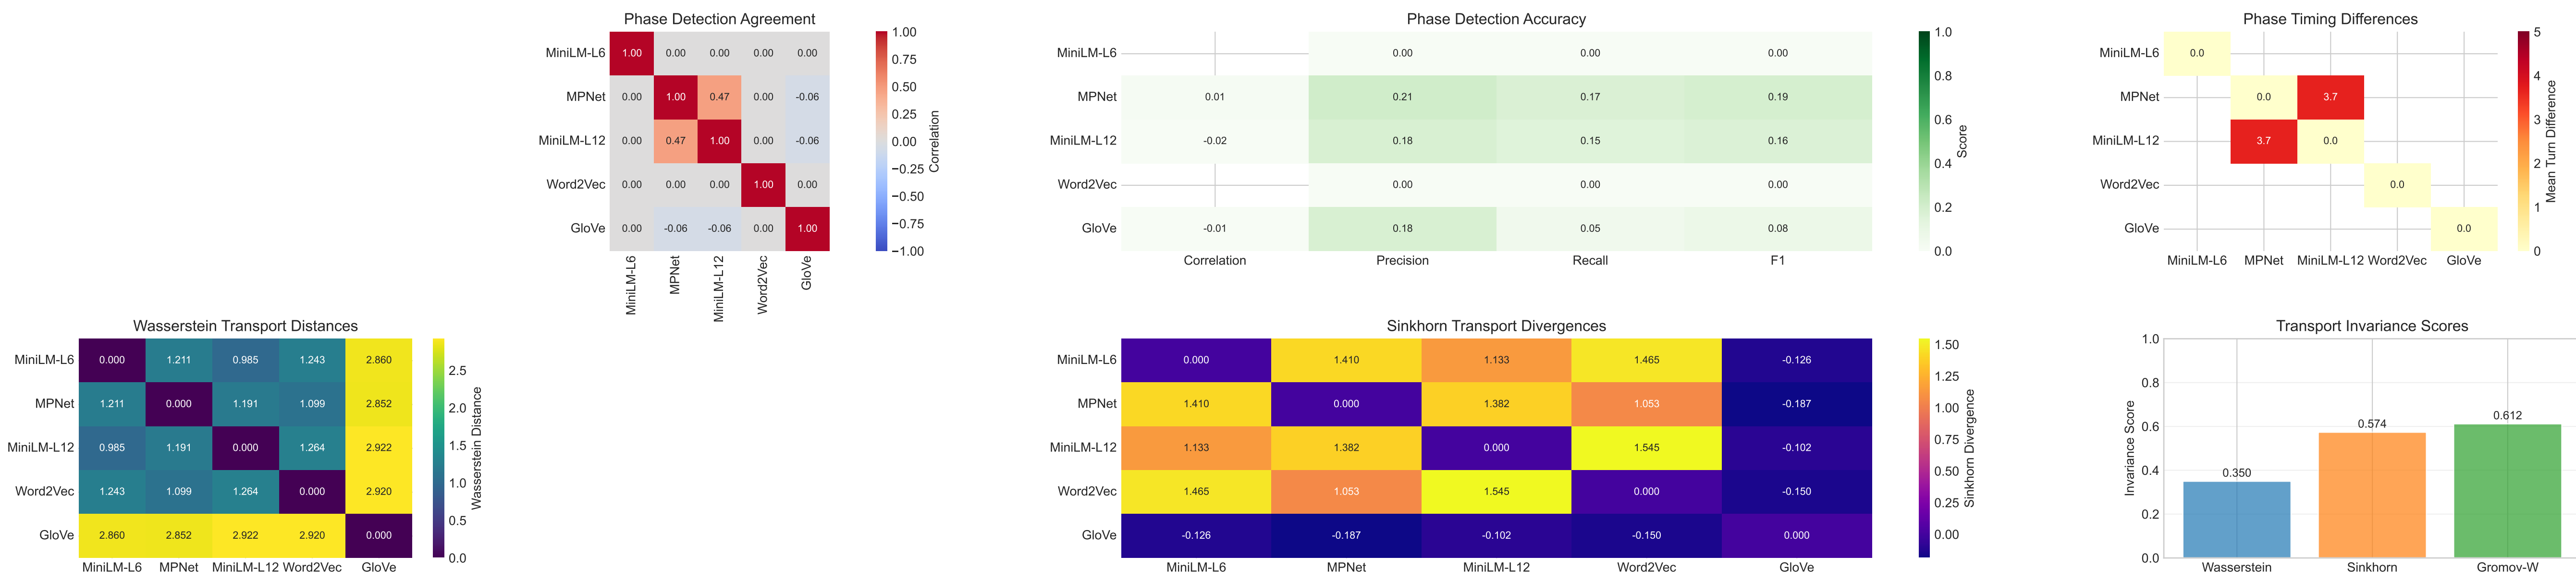 Phase Detection Agreement
MiniLM-L6 1.00 0.00 0.00 0.00 0.00
MPNet 0.00 1.00 0.47 0.00 -0.06
MiniLM-L12 0.00 0.47 1.00 0.00 -0.06
Word2Vec 0.00 0.00 0.00 1.00 0.00
GloVe 0.00 -0.06 -0.06 0.00 1.00
MiniLM-L6 MPNet MiniLM-L12 Word2Vec GloVe
1.00
0.75
0.50
0.25
0.00
−0.25
−0.50
−0.75
−1.00
Correlation
Phase Detection Accuracy
MiniLM-L6 0.00 0.00 0.00
MPNet 0.01 0.21 0.17 0.19
MiniLM-L12 -0.02 0.18 0.15 0.16
Word2Vec 0.00 0.00 0.00
GloVe -0.01 0.18 0.05 0.08
Correlation Precision Recall F1
1.0
0.8
0.6
0.4
0.2
0.0
Score
Phase Timing Differences
MiniLM-L6 0.0
MPNet 0.0 3.7
MiniLM-L12 3.7 0.0
Word2Vec 0.0
GloVe 0.0
MiniLM-L6 MPNet MiniLM-L12 Word2Vec GloVe
5
4
3
2
1
0
Mean Turn Difference
Wasserstein Transport Distances
MiniLM-L6 0.000 1.211 0.985 1.243 2.860
MPNet 1.211 0.000 1.191 1.099 2.852
MiniLM-L12 0.985 1.191 0.000 1.264 2.922
Word2Vec 1.243 1.099 1.264 0.000 2.920
GloVe 2.860 2.852 2.922 2.920 0.000
MiniLM-L6 MPNet MiniLM-L12 Word2Vec GloVe
2.5
2.0
1.5
1.0
0.5
0.0
Wasserstein Distance
Sinkhorn Transport Divergences
MiniLM-L6 0.000 1.410 1.133 1.465 -0.126
MPNet 1.410 0.000 1.382 1.053 -0.187
MiniLM-L12 1.133 1.382 0.000 1.545 -0.102
Word2Vec 1.465 1.053 1.545 0.000 -0.150
GloVe -0.126 -0.187 -0.102 -0.150 0.000
MiniLM-L6 MPNet MiniLM-L12 Word2Vec GloVe
1.50
1.25
1.00
0.75
0.50
0.25
0.00
Sinkhorn Divergence
Transport Invariance Scores
Invariance Score
1.0
0.8
0.6
0.4
0.2
0.0
0.350 0.574 0.612
Wasserstein Sinkhorn Gromov-W